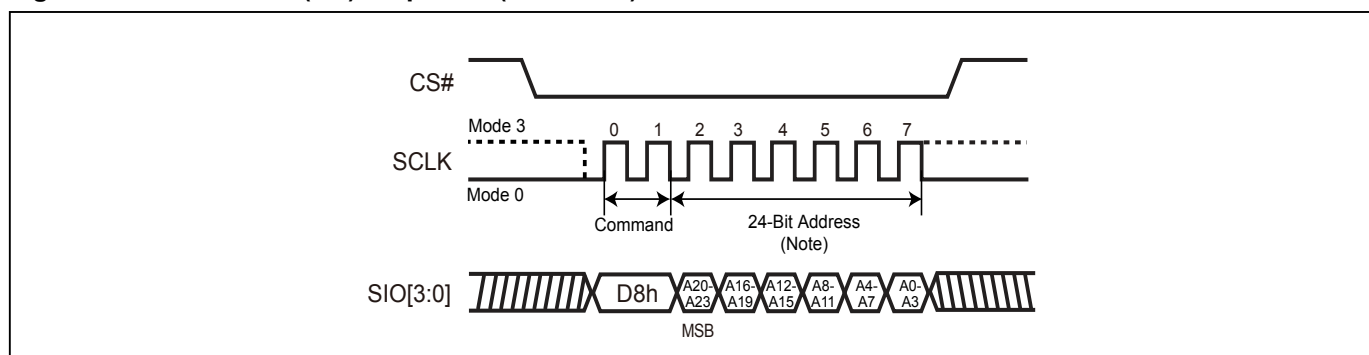 CS#
Mode 3
0 1 2 3 4 5 6 7
SCLK
Mode 0
Command
24-Bit Address
(Note)
SIO[3:0]
D8h
A20-
A23
A16-
A19
A12-
A15
A8-
A11
A4-
A7
A0-
A3
MSB